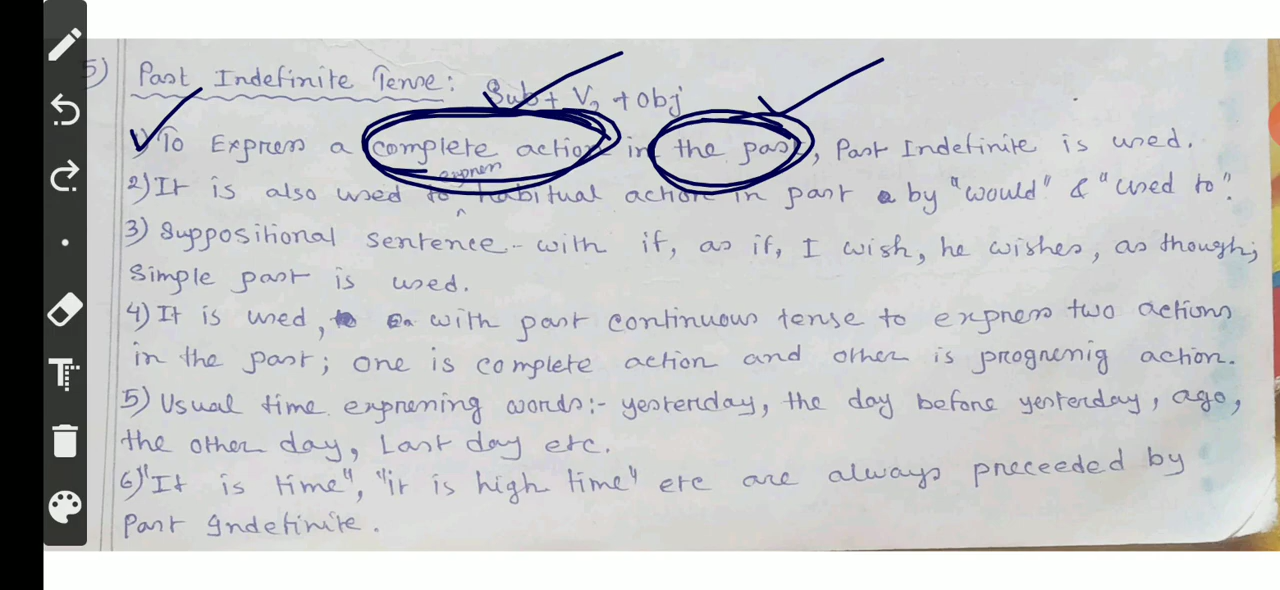 5) Past Indefinite Tense: Sub + V2 + Obj
1) To Express a complete action in the past, Past Indefinite is used.
2) It is also used to express habitual action in past by "would" & "used to".
3) Suppositional sentence - with if, as if, I wish, he wishes, as though;
Simple past is used.
4) It is used, with past continuous tense to express two actions
in the past; one is complete action and other is progrenig action.
5) Usual time expressing words:- yesterday, the day before yesterday, ago,
the other day, Last day etc.
6) "It is time", "it is high time" etc are always preceeded by
Past Indefinite.